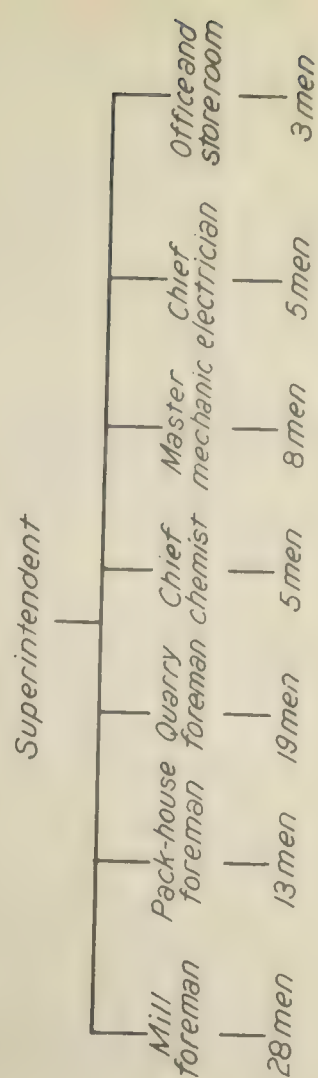 Superintendent
Mill
foreman
28 men
Pack-house
foreman
13 men
Quarry
foreman
19 men
Chief
chemist
5 men
Master
mechanic
8 men
Chief
electrician
5 men
Office and
storeroom
3 men